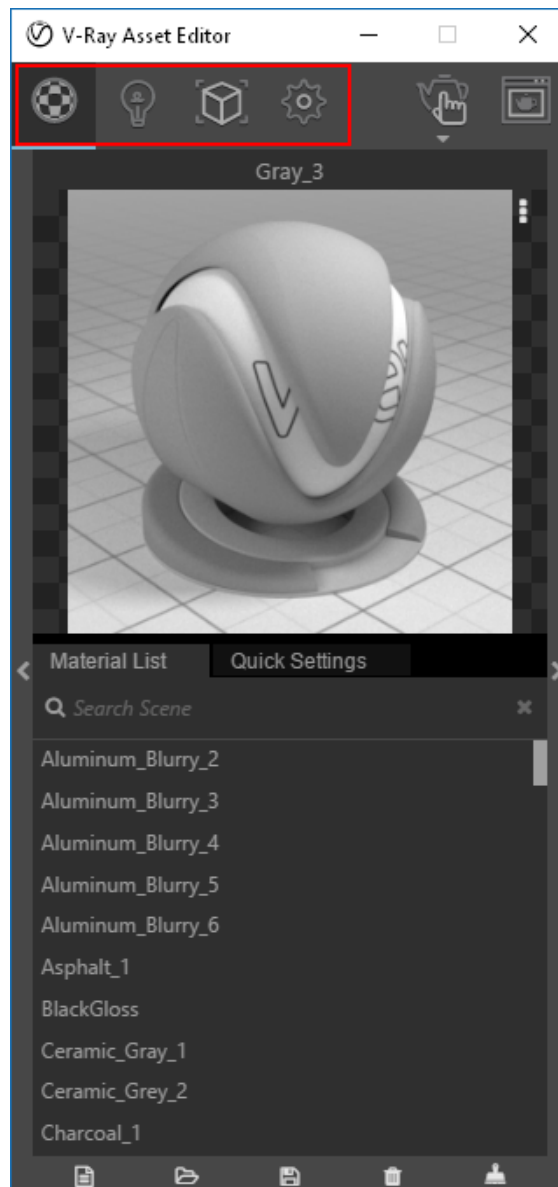 V-Ray Asset Editor
Gray_3
Material List
Quick Settings
Search Scene
Aluminum_Blurry_2
Aluminum_Blurry_3
Aluminum_Blurry_4
Aluminum_Blurry_5
Aluminum_Blurry_6
Asphalt_1
BlackGloss
Ceramic_Gray_1
Ceramic_Grey_2
Charcoal_1